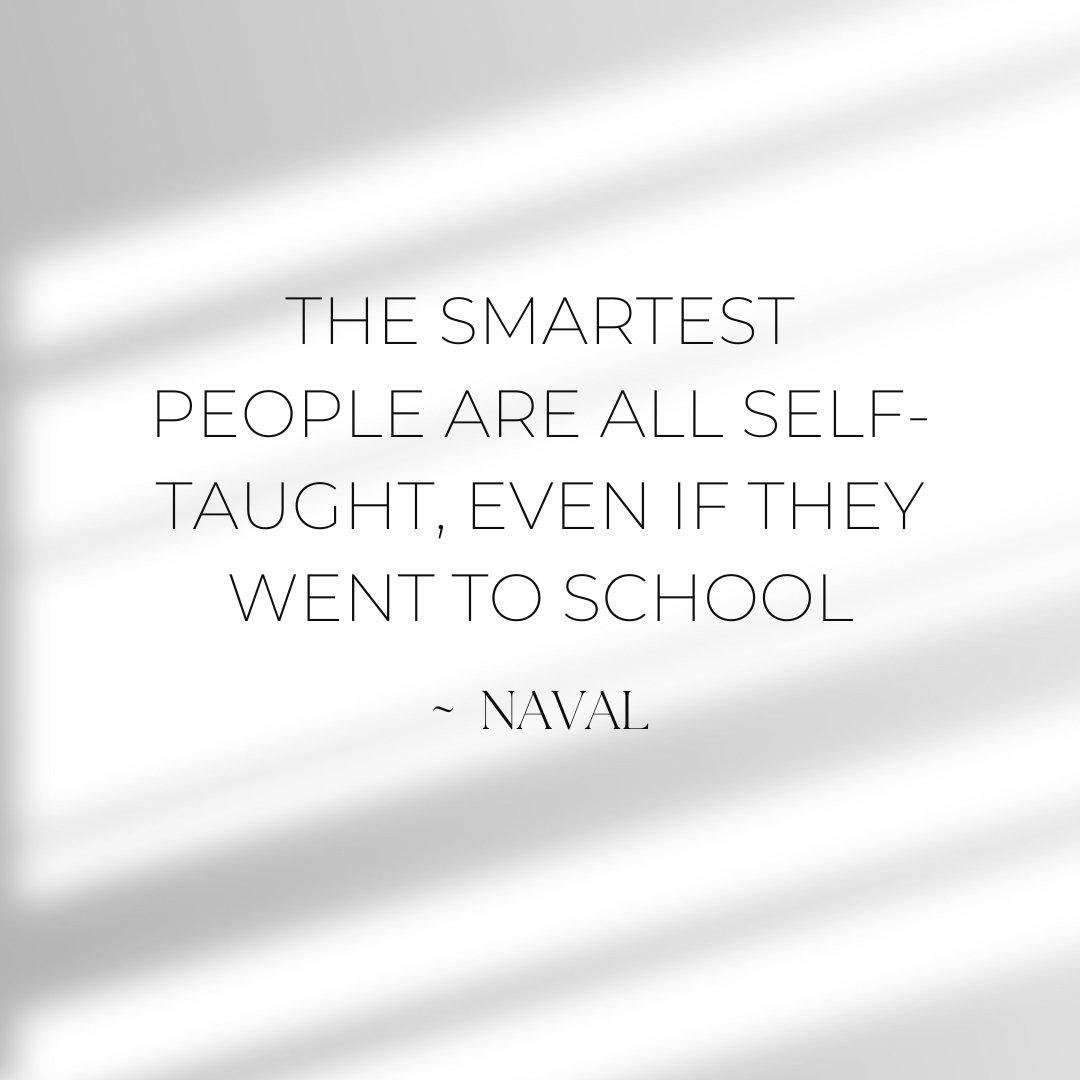 THE SMARTEST
PEOPLE ARE ALL SELF-
TAUGHT, EVEN IF THEY
WENT TO SCHOOL
~ NAVAL